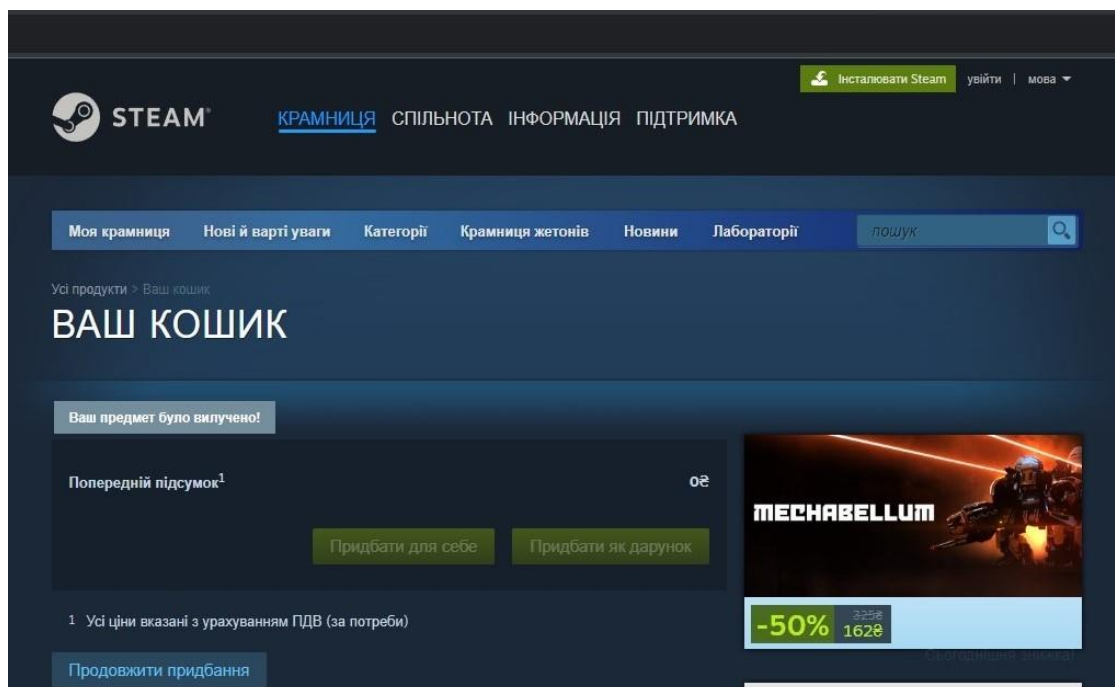 Інсталювати Steam увійти | мова
STEAM®
КРАМНИЦЯ СПІЛЬНОТА ІНФОРМАЦІЯ ПІДТРИМКА
Моя крамниця Нові й варті уваги Категорії Крамниця жетонів Новини Лабораторії пошук
Усі продукти > Ваш кошик
ВАШ КОШИК
Ваш предмет було вилучено!
Попередній підсумок1 0₴
Придбати для себе Придбати як дарунок
1 Усі ціни вказані з урахуванням ПДВ (за потреби)
Продовжити придбання
MECHABELLUM
-50% 325₴
162₴
Сьогоднішня знижка!